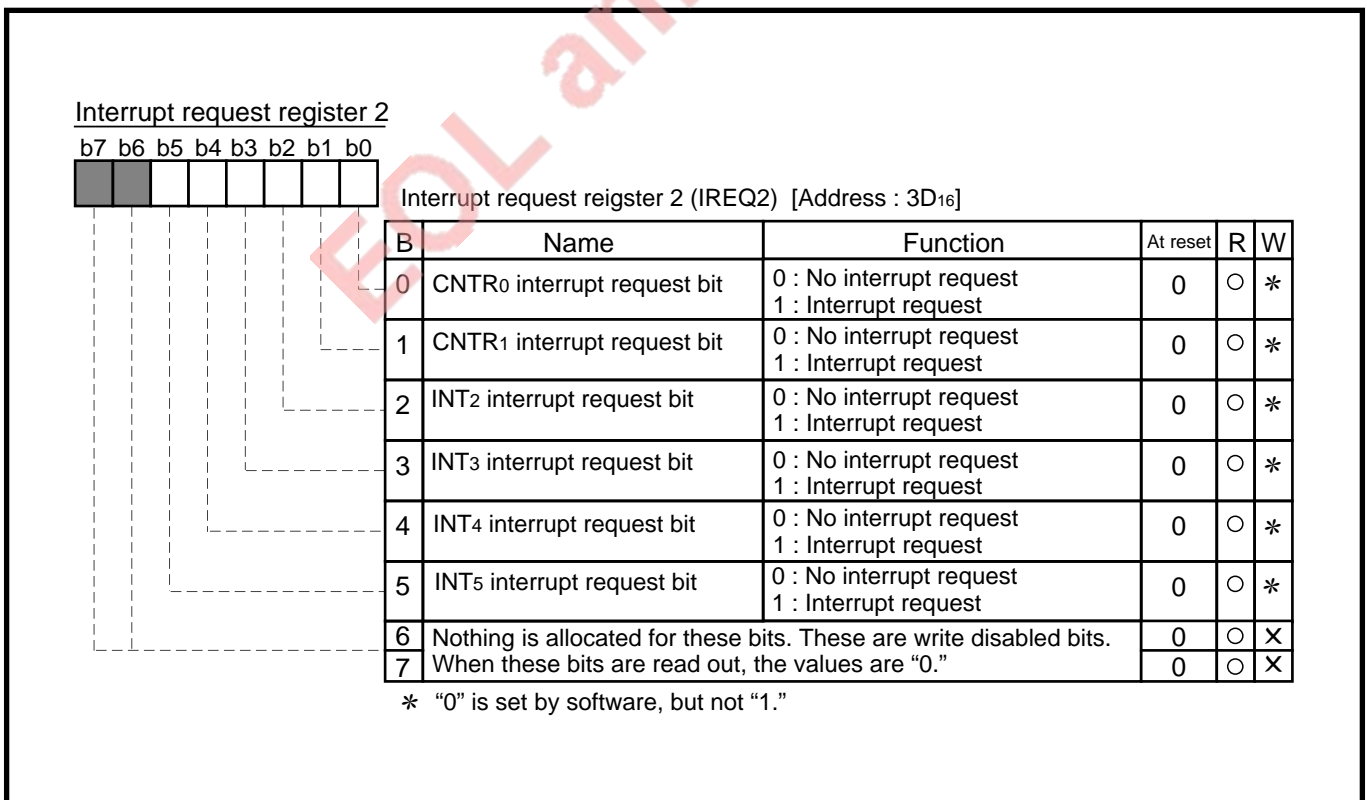 EOL an
Interrupt request register 2
b7 b6 b5 b4 b3 b2 b1 b0
Interrupt request reigster 2 (IREQ2) [Address : 3D16]
B Name Function At reset R W
0 CNTR0 interrupt request bit 0 : No interrupt request 0 ○ *
1 : Interrupt request
1 CNTR1 interrupt request bit 0 : No interrupt request 0 ○ *
1 : Interrupt request
2 INT2 interrupt request bit 0 : No interrupt request 0 ○ *
1 : Interrupt request
3 INT3 interrupt request bit 0 : No interrupt request 0 ○ *
1 : Interrupt request
4 INT4 interrupt request bit 0 : No interrupt request 0 ○ *
1 : Interrupt request
5 INT5 interrupt request bit 0 : No interrupt request 0 ○ *
1 : Interrupt request
6 Nothing is allocated for these bits. These are write disabled bits. 0 ○ ×
7 When these bits are read out, the values are “0.” 0 ○ ×
* “0” is set by software, but not “1.”